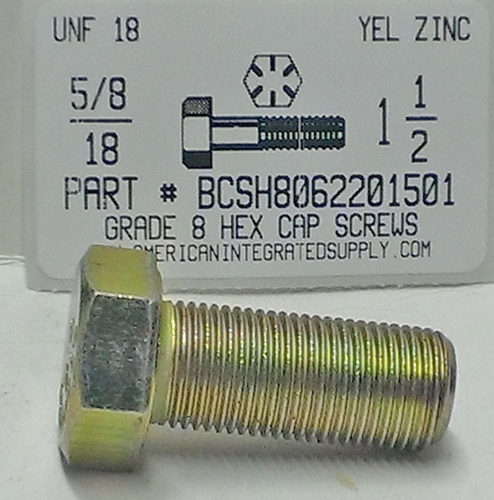 UNF 18 YEL ZINC
5/8
18
1 1/2
PART # BCSH8062201501
GRADE 8 HEX CAP SCREWS
AMERICANINTEGRATEDSUPPLY.COM